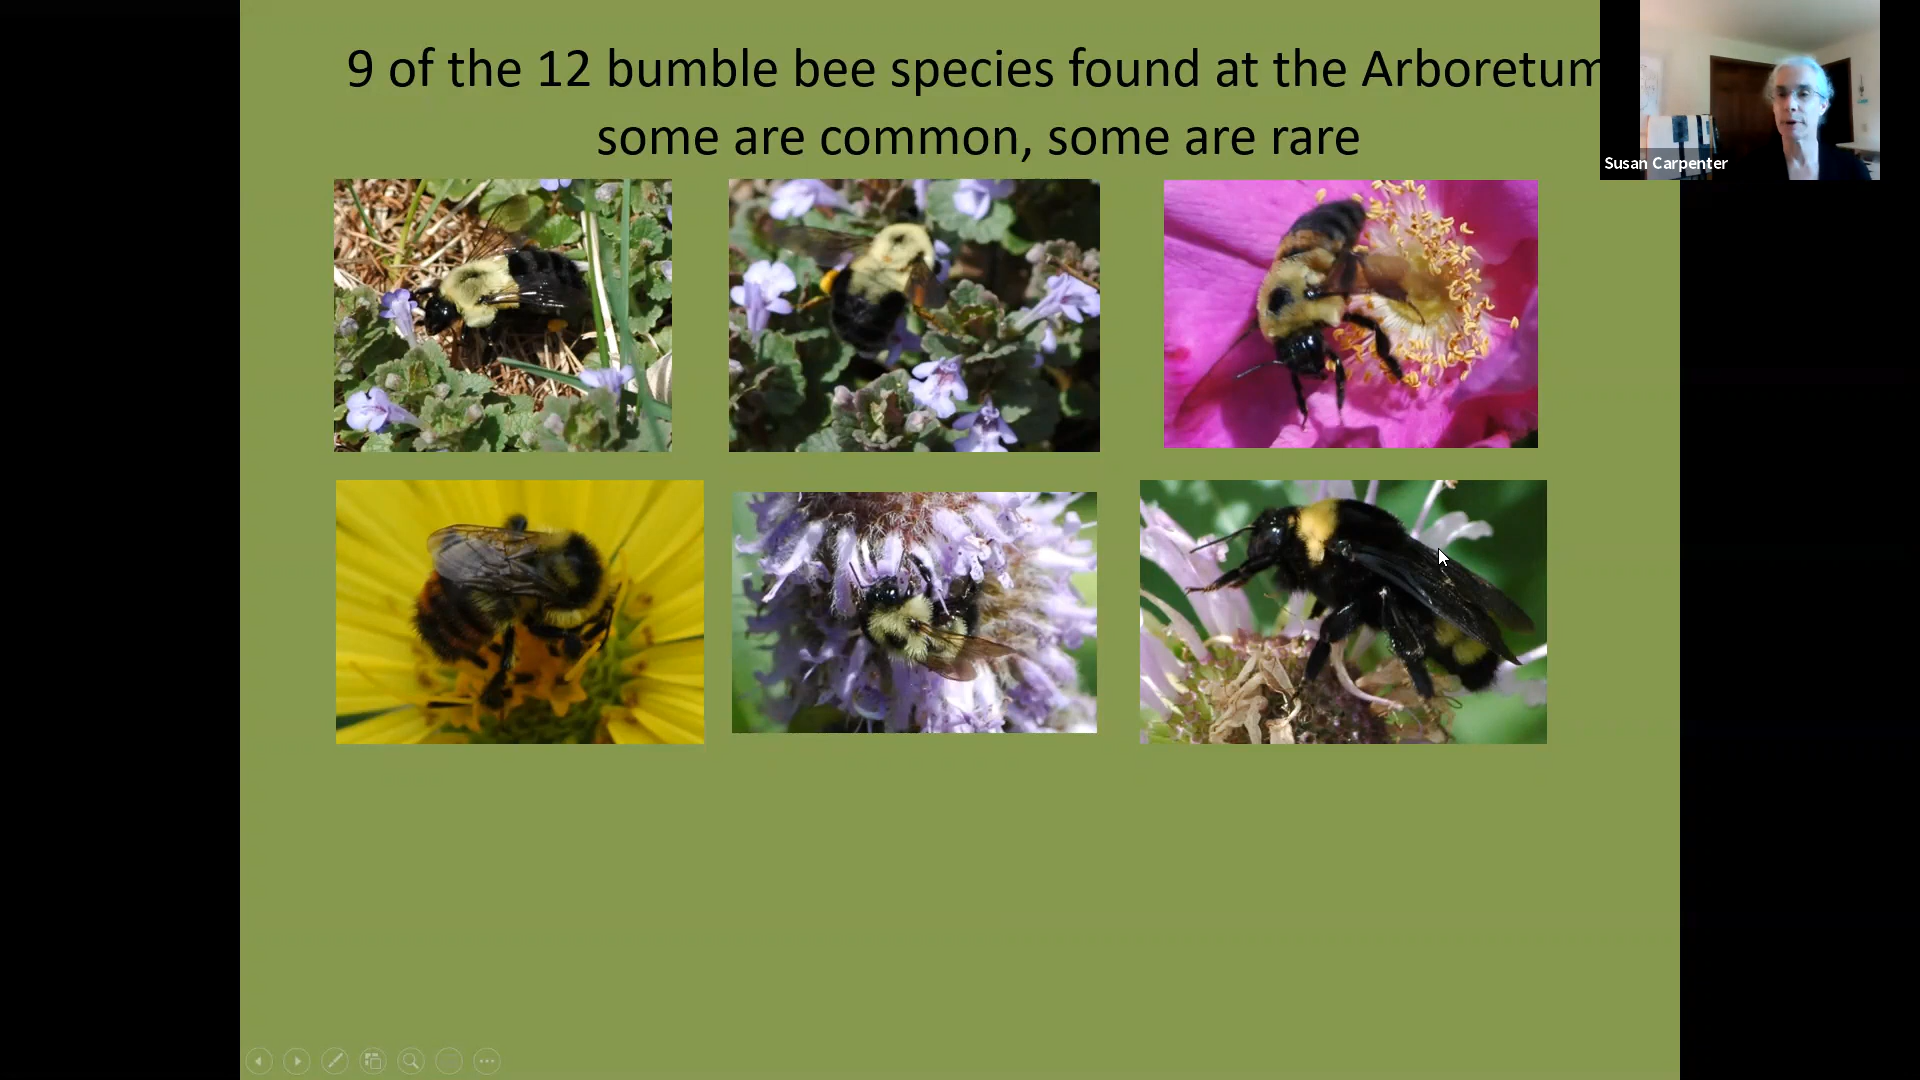 9 of the 12 bumble bee species found at the Arboretum
some are common, some are rare
Susan Carpenter